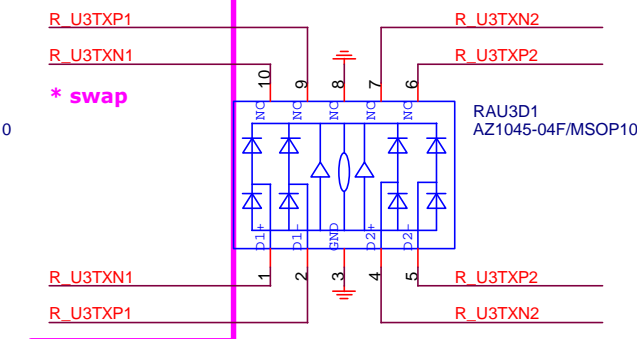 R_U3TXP1
R_U3TXN2
R_U3TXN1
R_U3TXP2
* swap
10
9
8
7
6
NC
NC
NC
NC
NC
RAU3D1
AZ1045-04F/MSOP10
0
D1+
D1-
GND
D2+
D2-
1
2
3
4
5
R_U3TXN1
R_U3TXP2
R_U3TXP1
R_U3TXN2